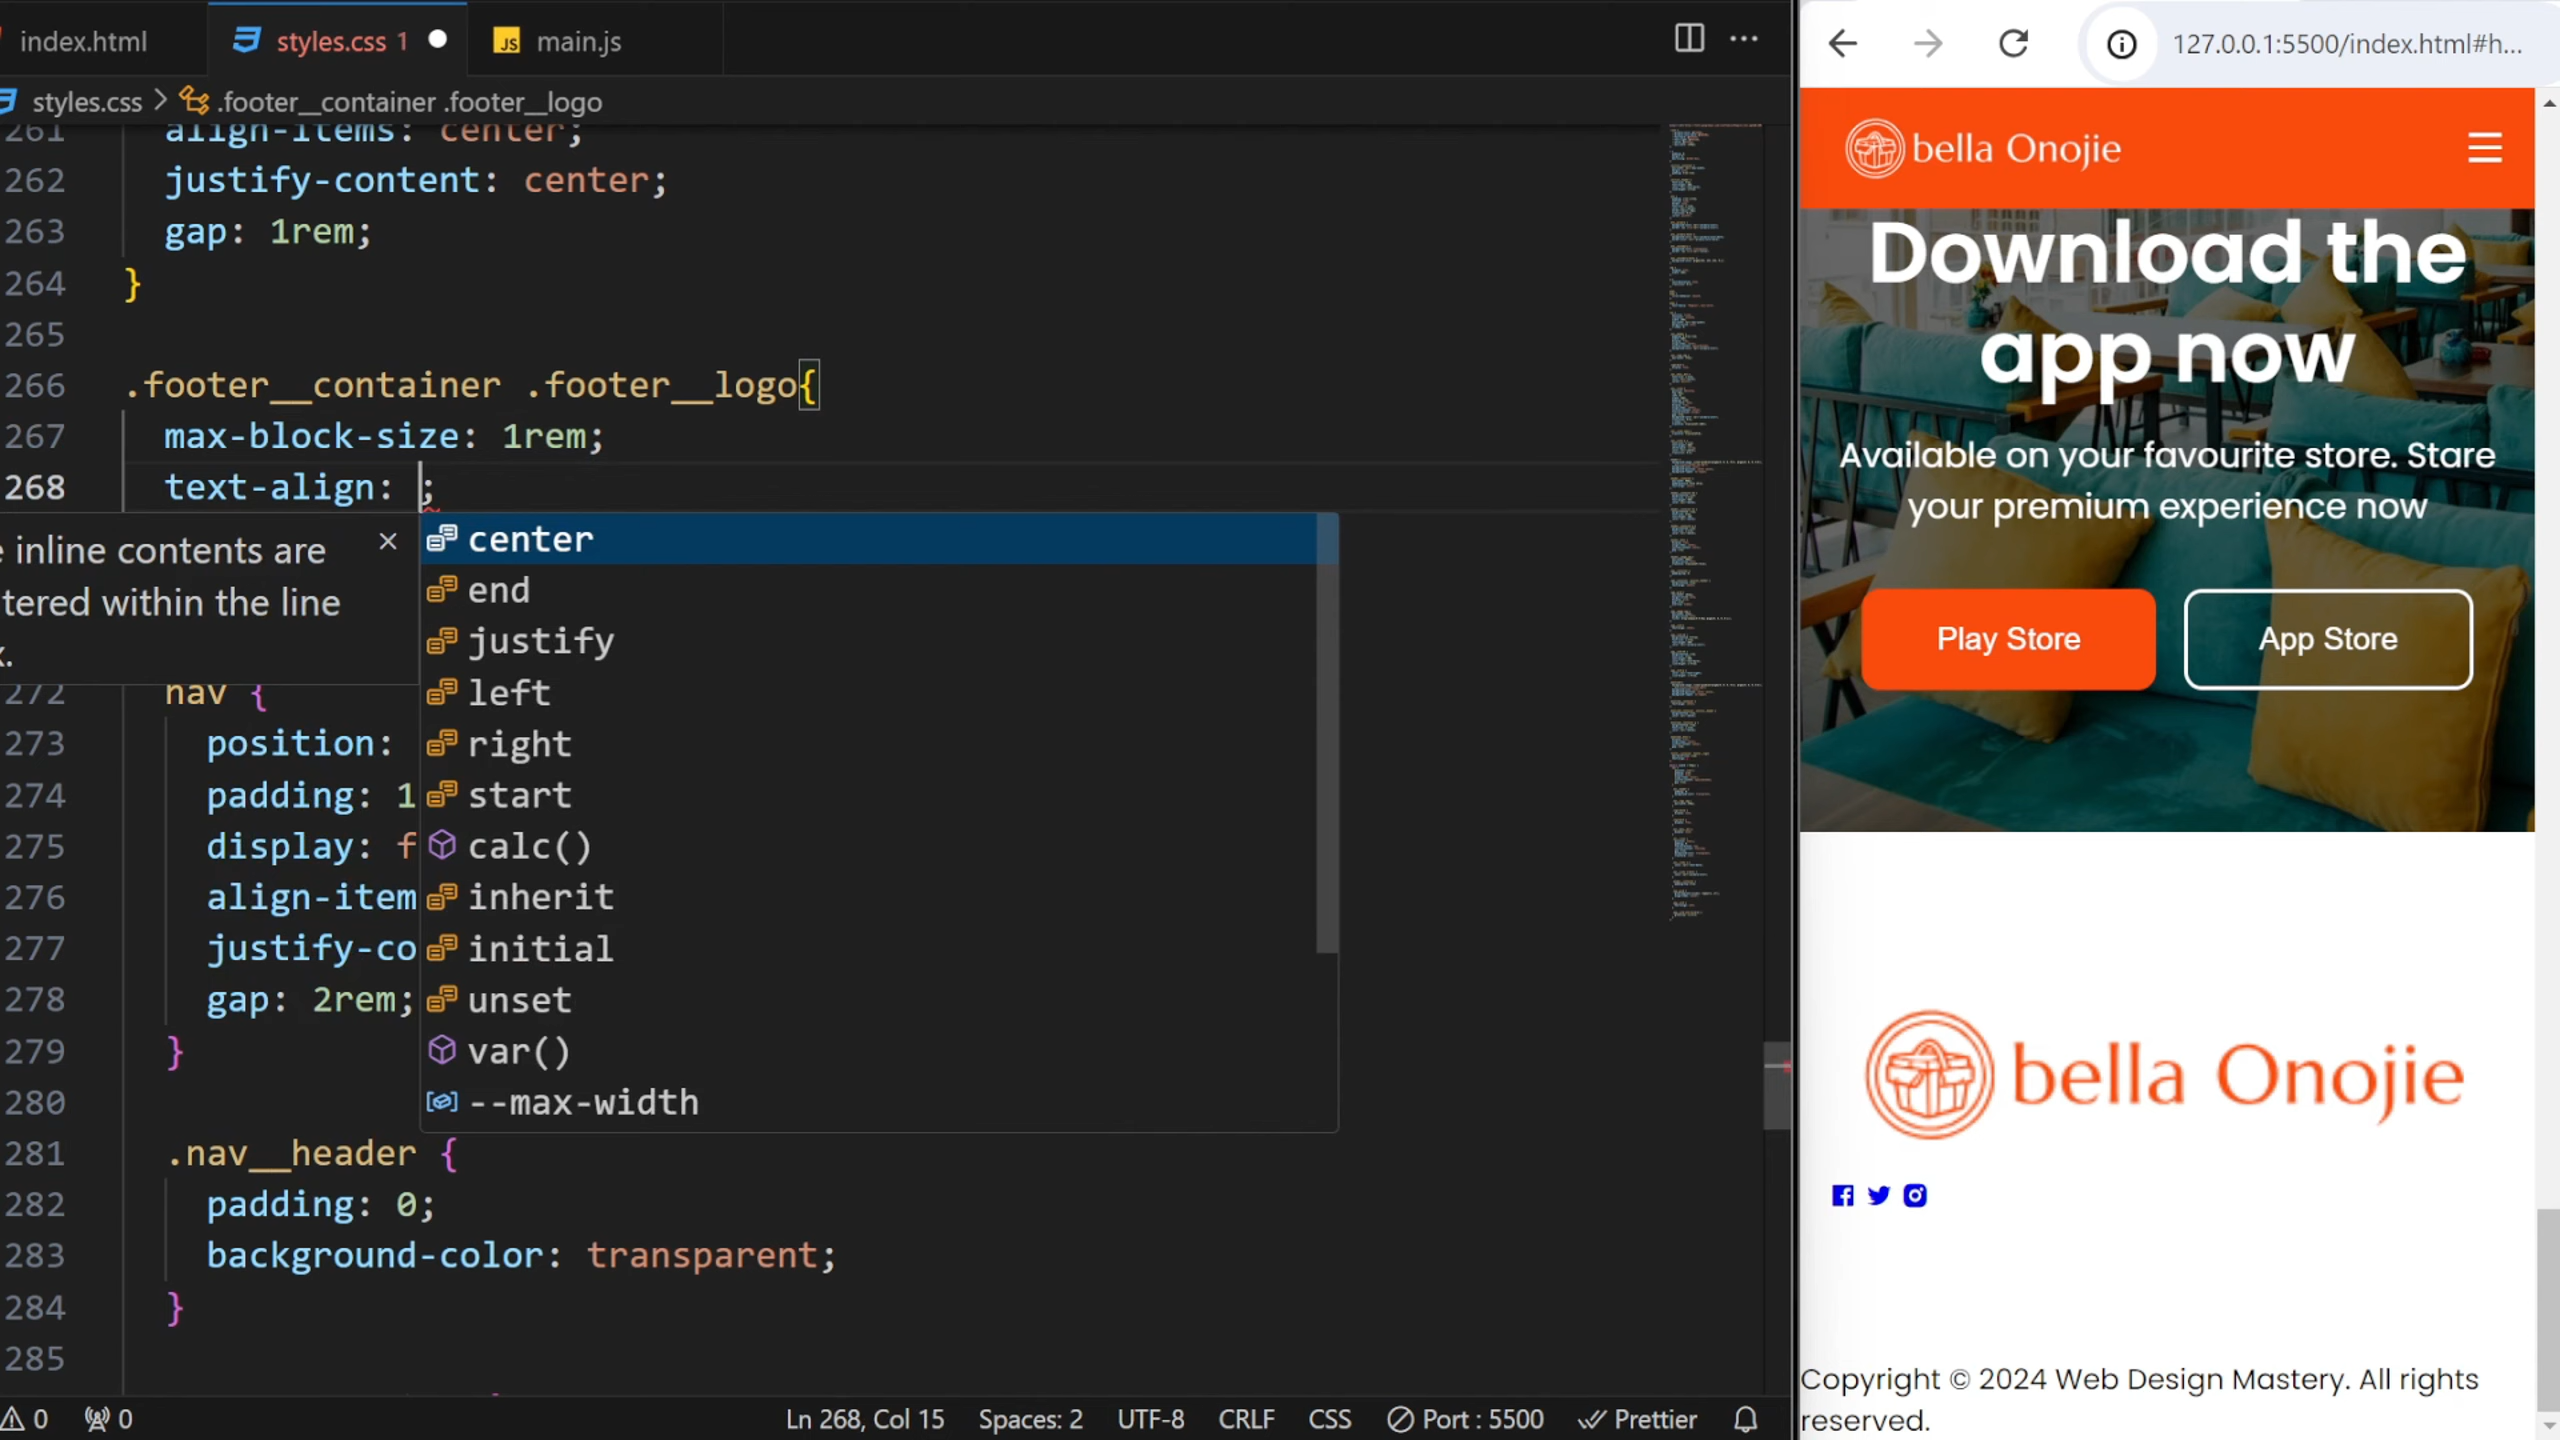 index.html
styles.css 1
JS main.js
styles.css > .footer__container .footer__logo
261 align-items: center;
262 justify-content: center;
263 gap: 1rem;
264 }
265
266 .footer__container .footer__logo{
267 max-block-size: 1rem;
268 text-align: ;
inline contents are
tered within the line
center
end
justify
left
right
start
calc()
inherit
initial
unset
var()
--max-width
272 nav {
273 position:
274 padding: 1
275 display: f
276 align-item
277 justify-co
278 gap: 2rem;
279 }
280
281 .nav__header {
282 padding: 0;
283 background-color: transparent;
284 }
285
0
0
Ln 268, Col 15
Spaces: 2
UTF-8
CRLF
CSS
Port : 5500
Prettier
127.0.0.1:5500/index.html#h...
bella Onojie
Download the
app now
Available on your favourite store. Stare
your premium experience now
Play Store
App Store
bella Onojie
Copyright © 2024 Web Design Mastery. All rights
reserved.